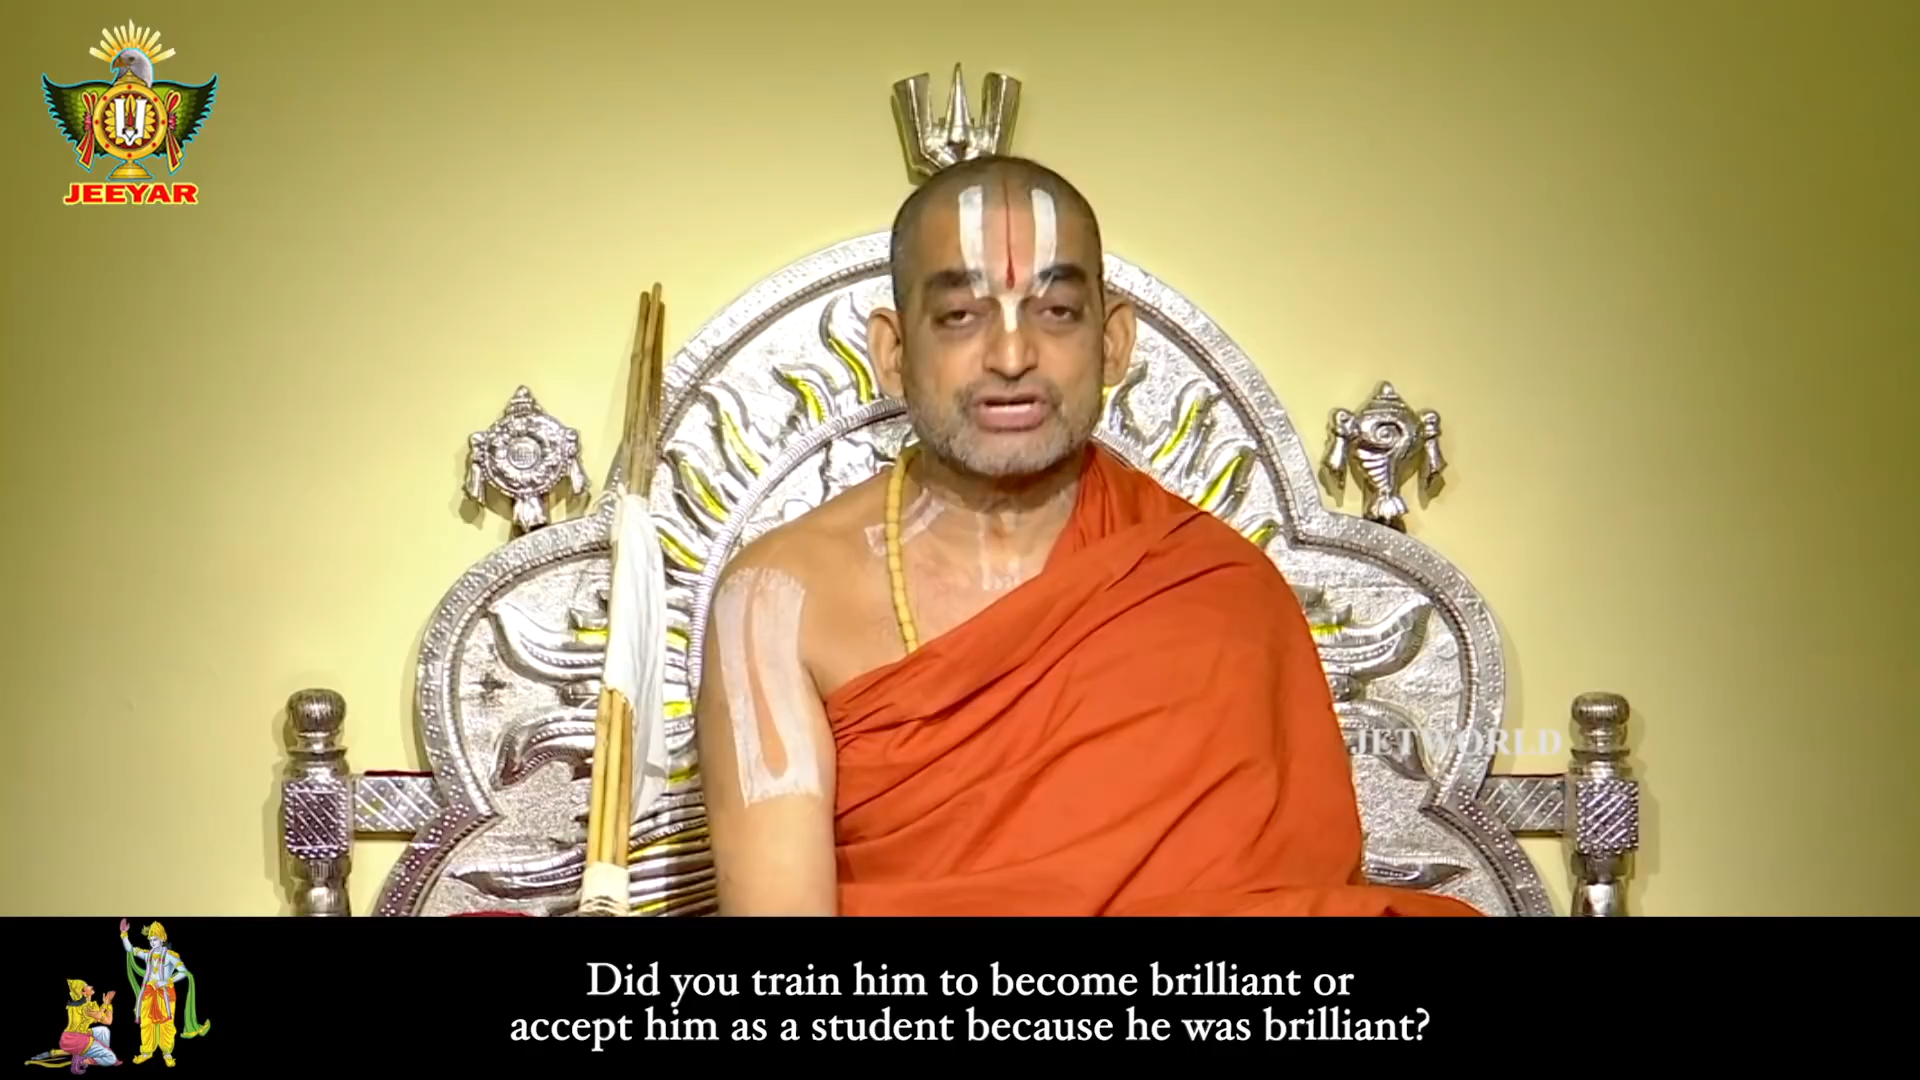 JEEYAR
JETWORLD
Did you train him to become brilliant or
accept him as a student because he was brilliant?